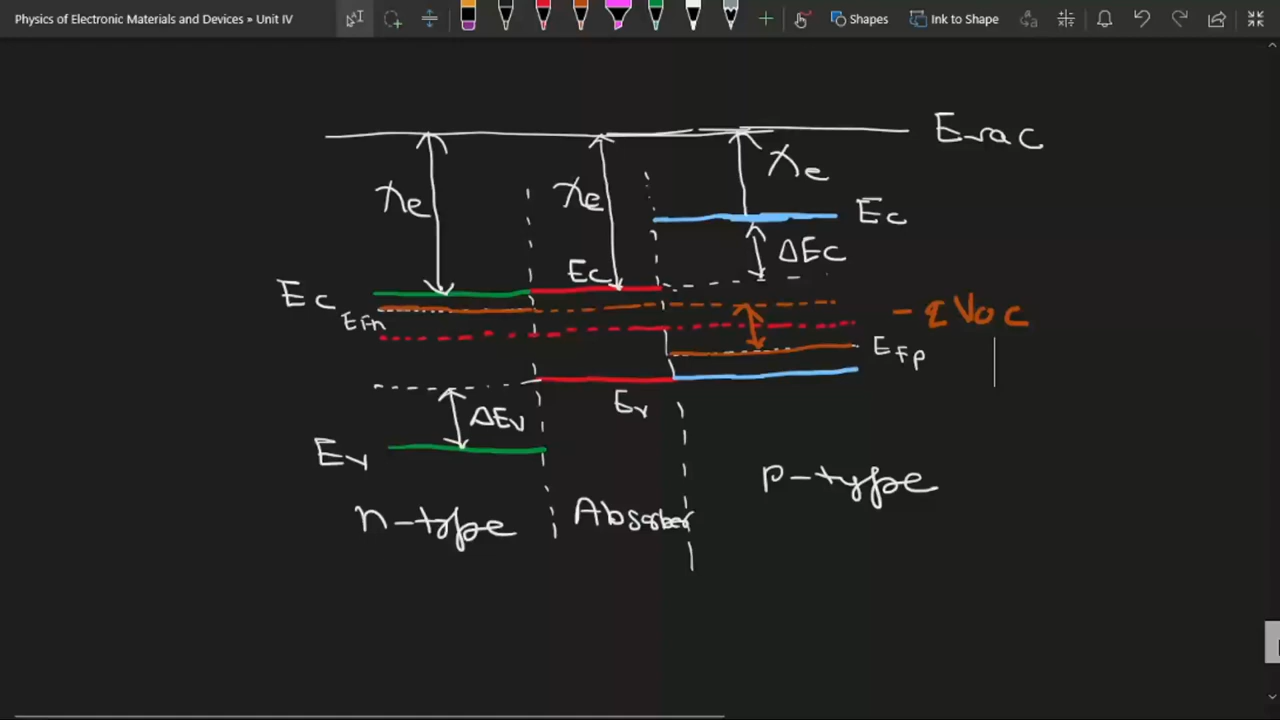 Physics of Electronic Materials and Devices » Unit IV
Shapes
Ink to Shape
Evac
χe
χe
χe
Ec
ΔEc
Ec
Ec
EFn
- qVoc
EFp
ΔEv
Ev
Ev
n-type
Absorber
p-type